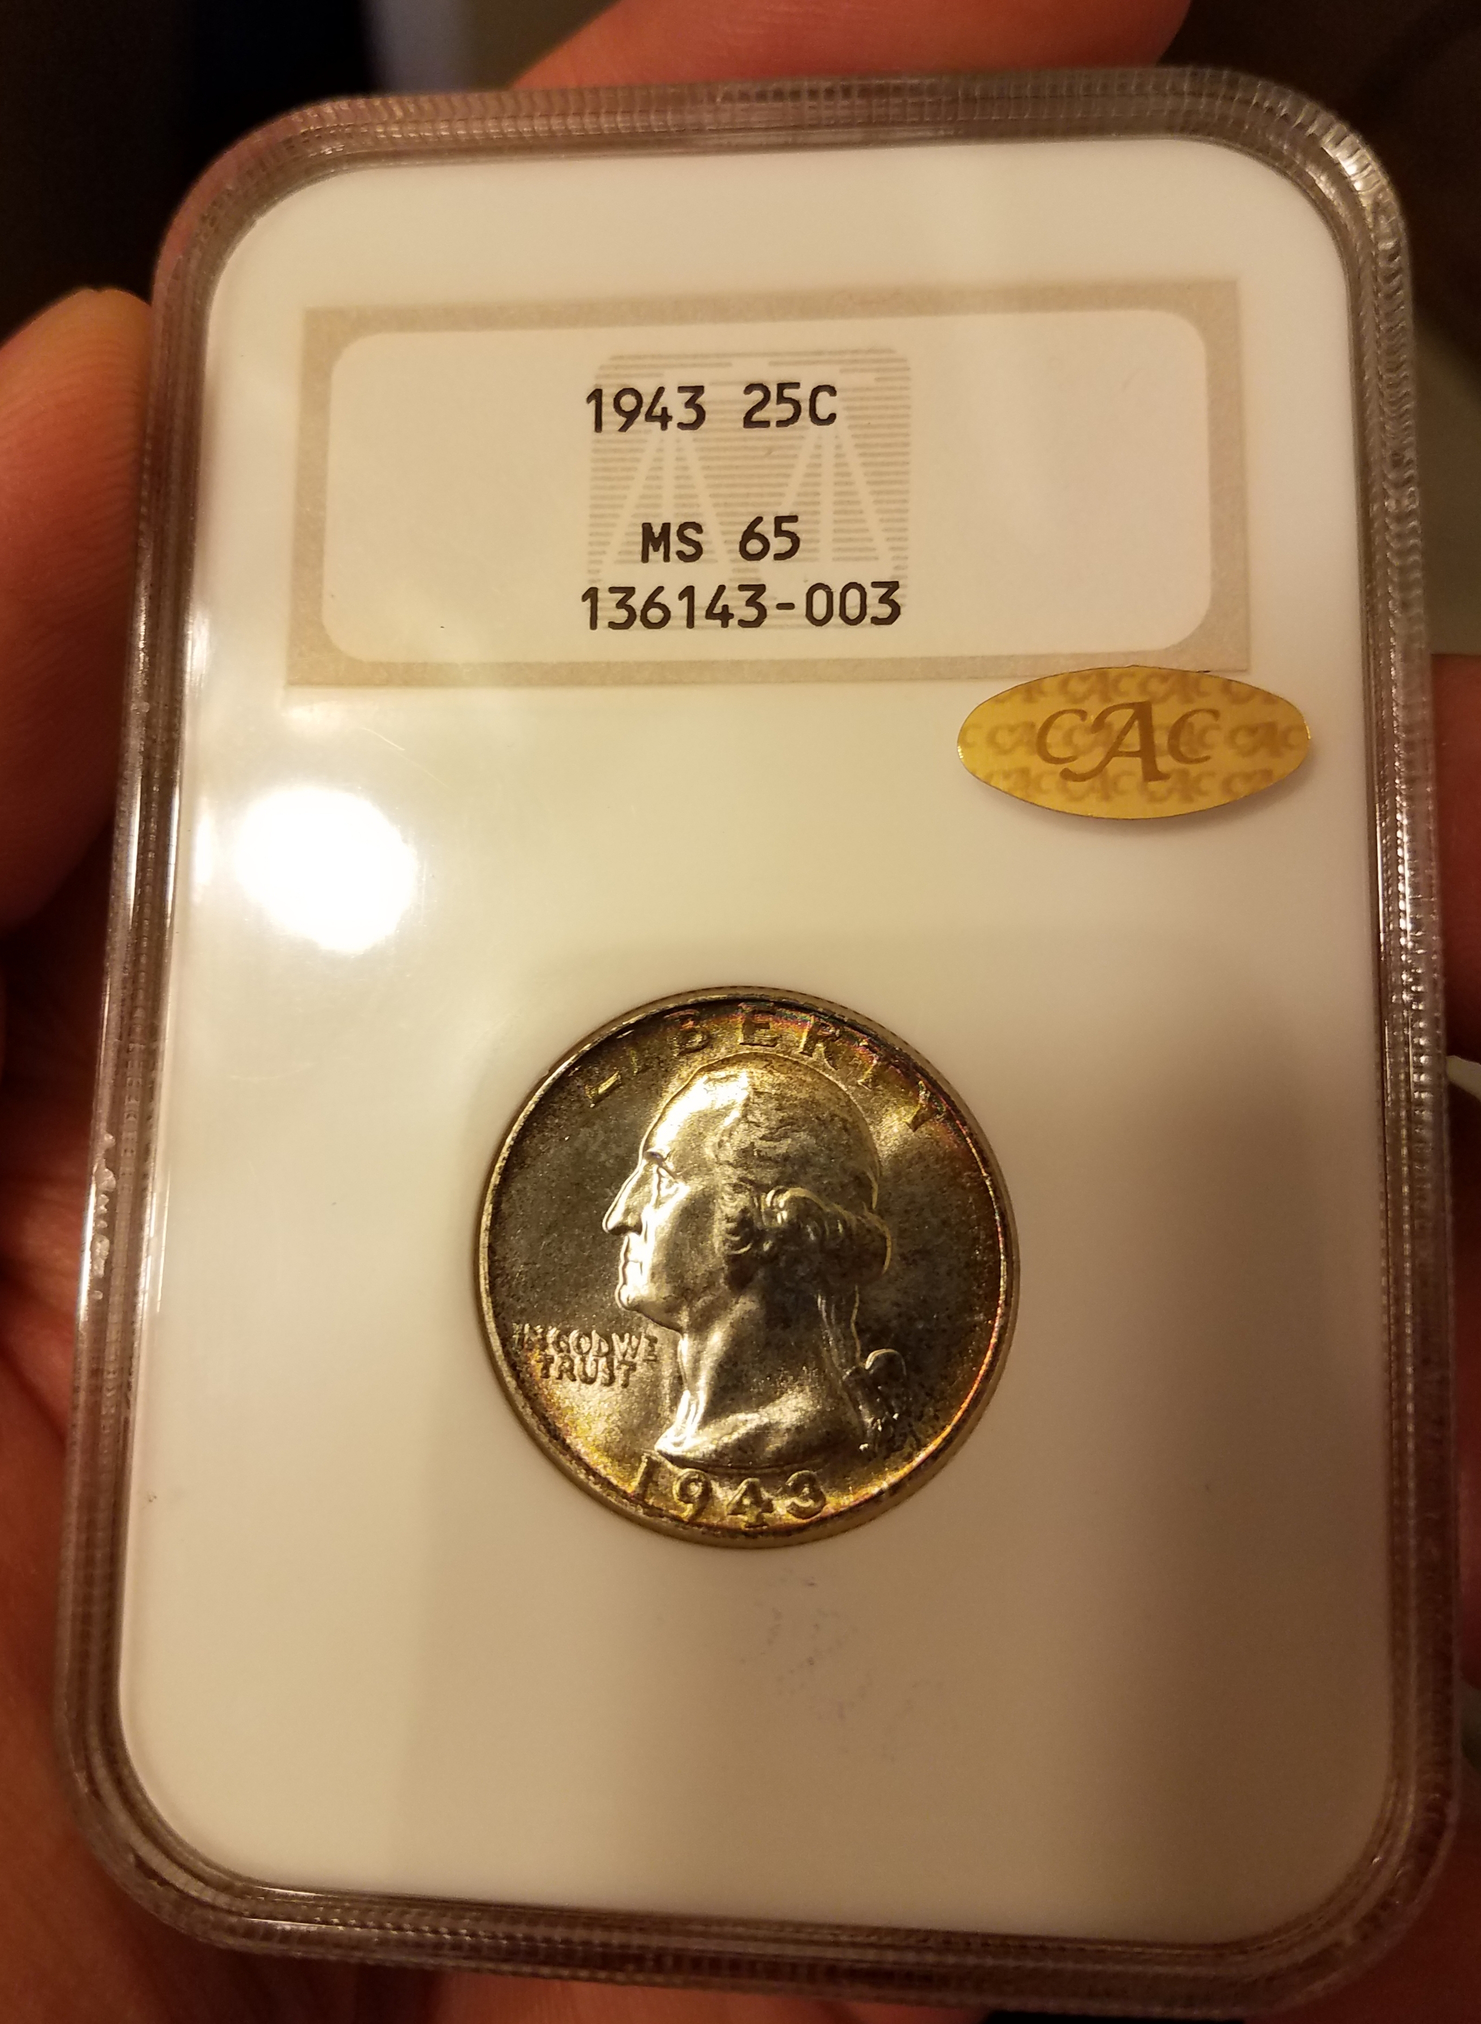 1943 25C
MS 65
136143-003
CAC
LIBERTY
IN GOD WE
TRUST
1943